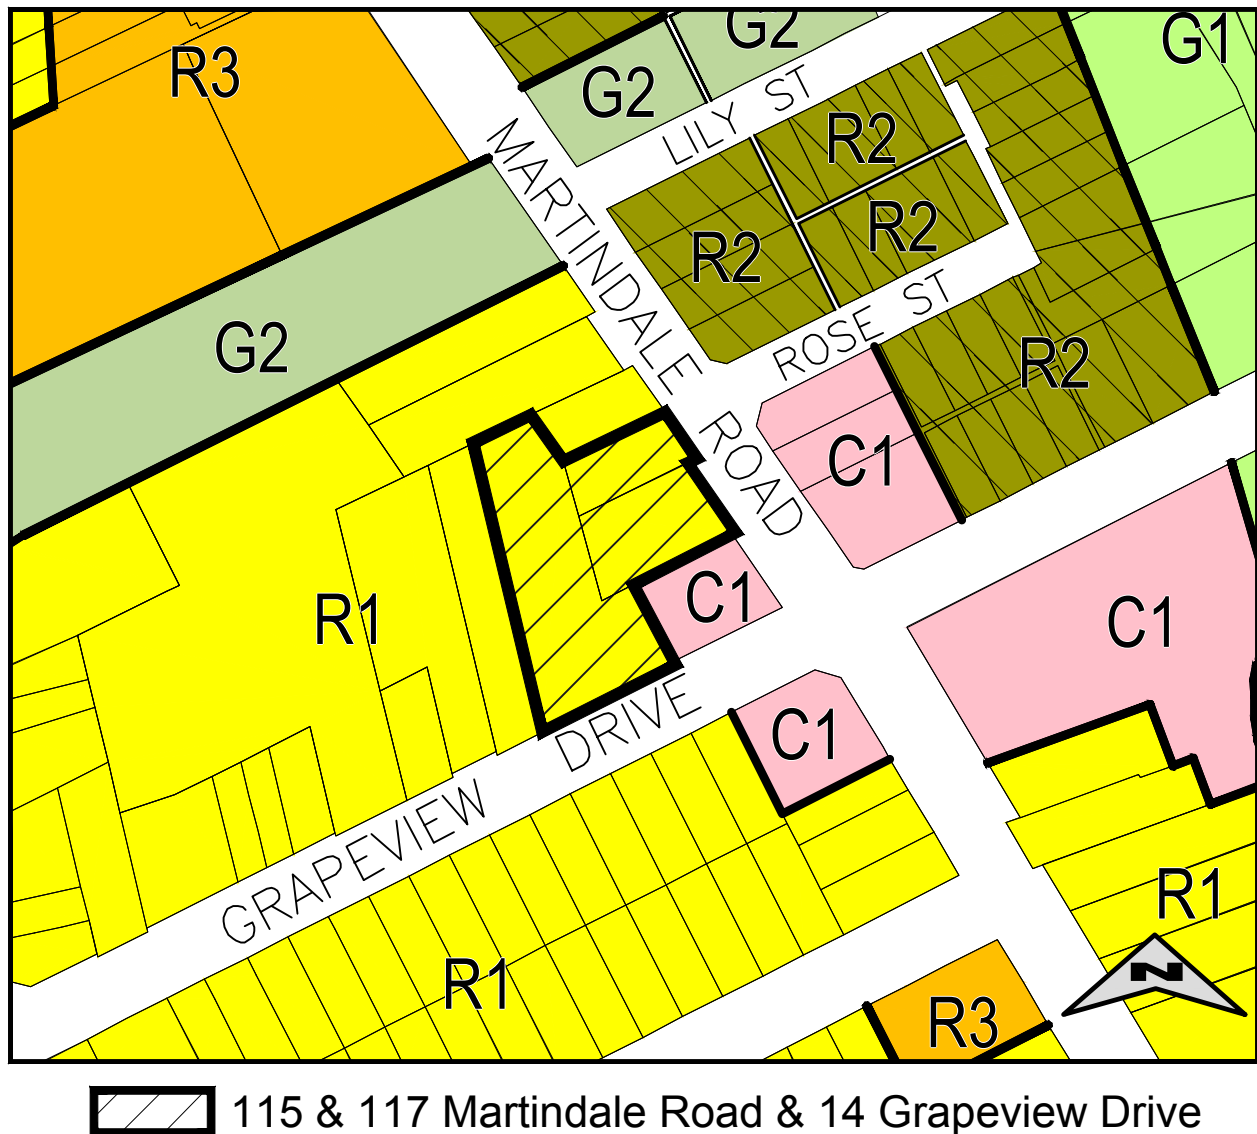 R3
G2
G2
G1
LILY ST
R2
R2
R2
MARTINDALE ROAD
G2
ROSE ST
R2
C1
R1
C1
C1
C1
GRAPEVIEW DRIVE
R1
R1
R3
N
115 & 117 Martindale Road & 14 Grapeview Drive